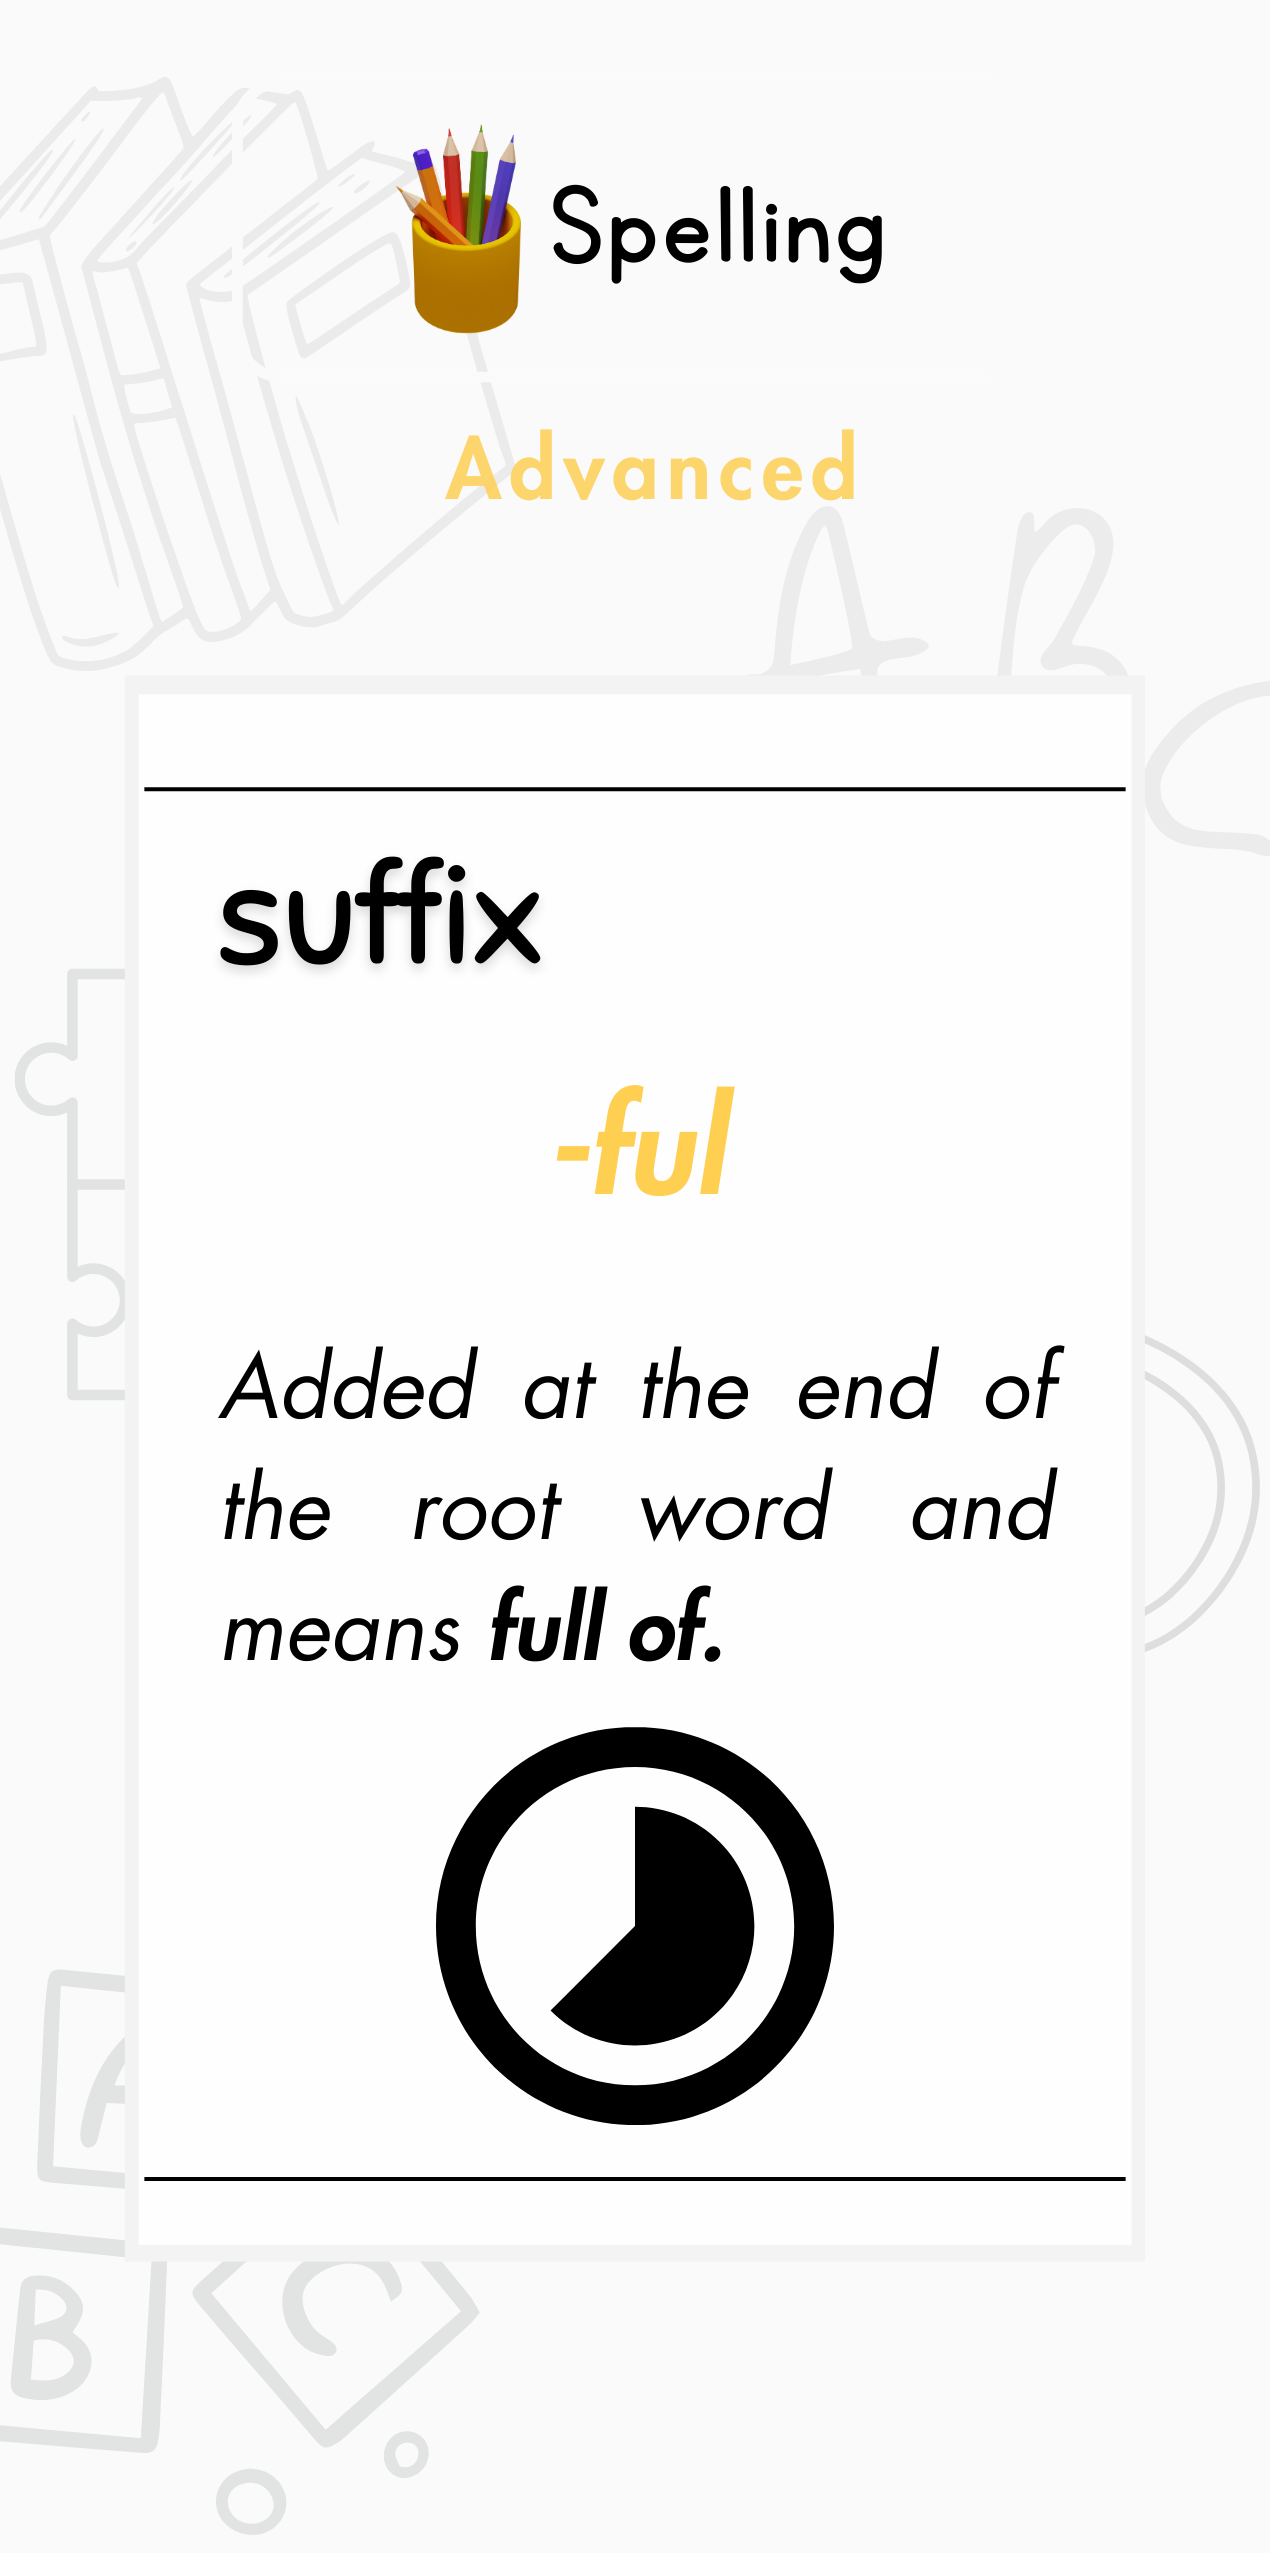 Spelling
Advanced
A B
suffix
-ful
Added at the end of
the root word and
means full of.
A
B
C